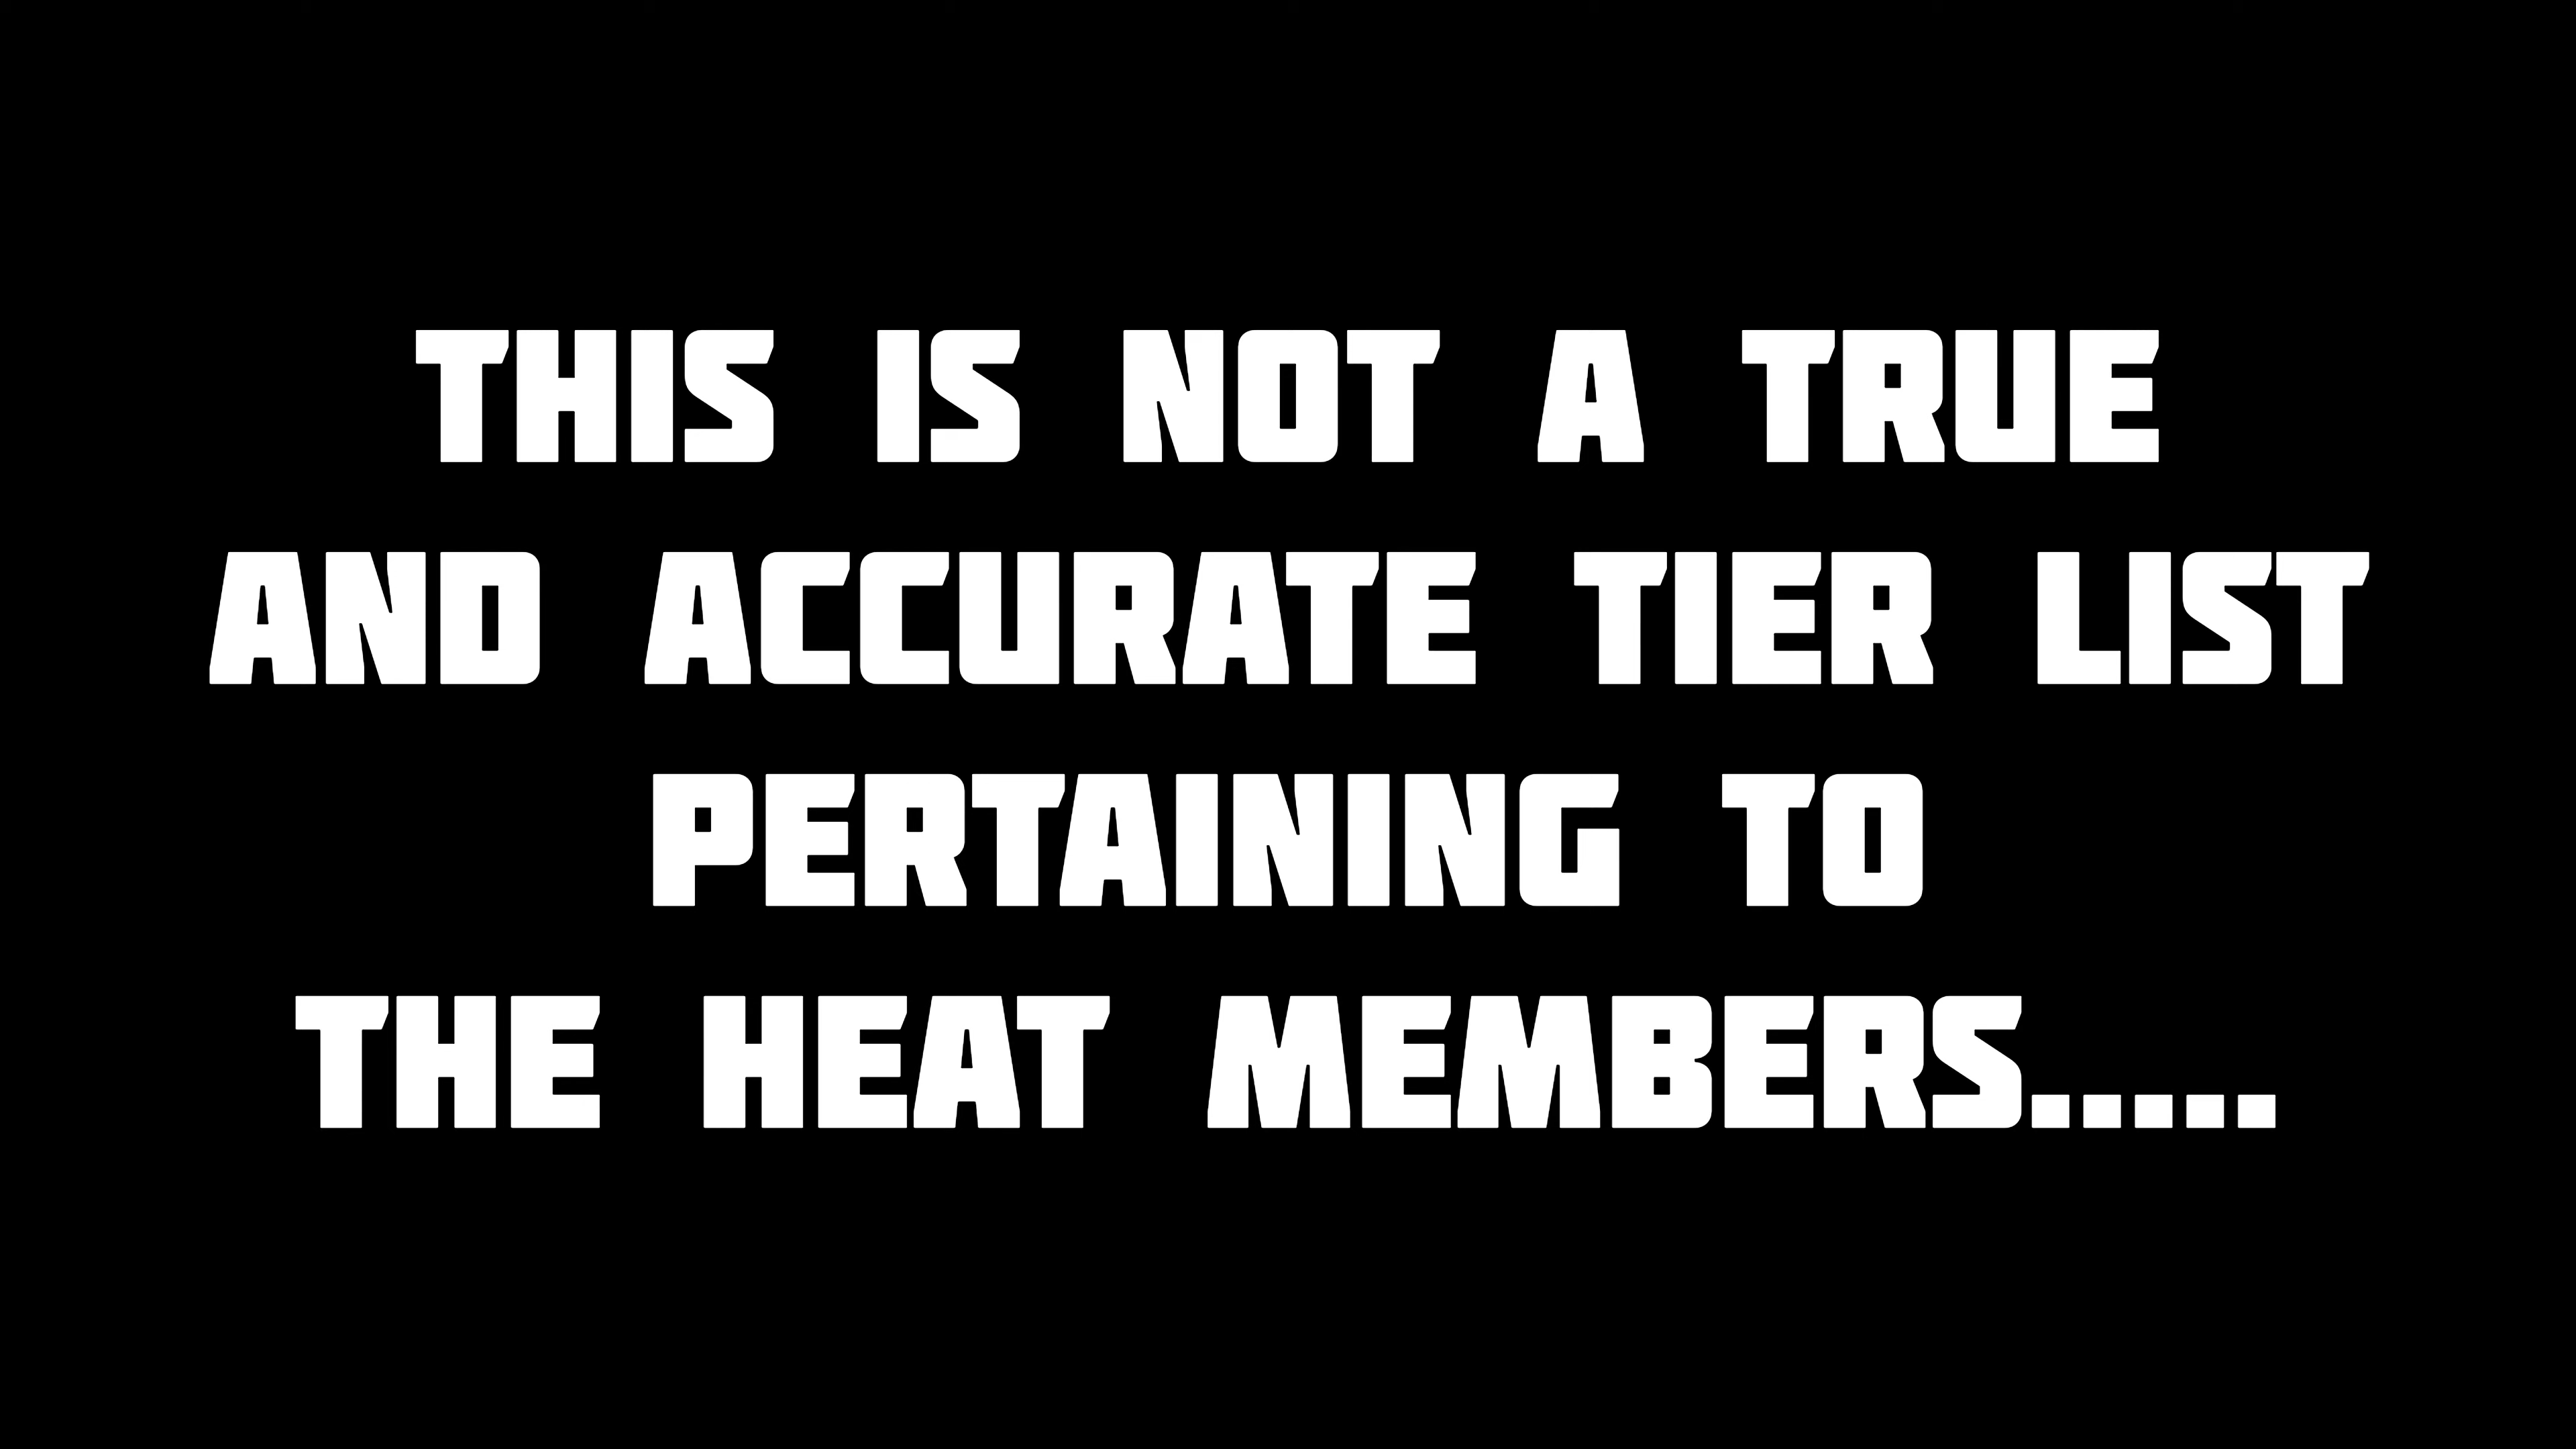 THIS IS NOT A TRUE
AND ACCURATE TIER LIST
PERTAINING TO
THE HEAT MEMBERS.....